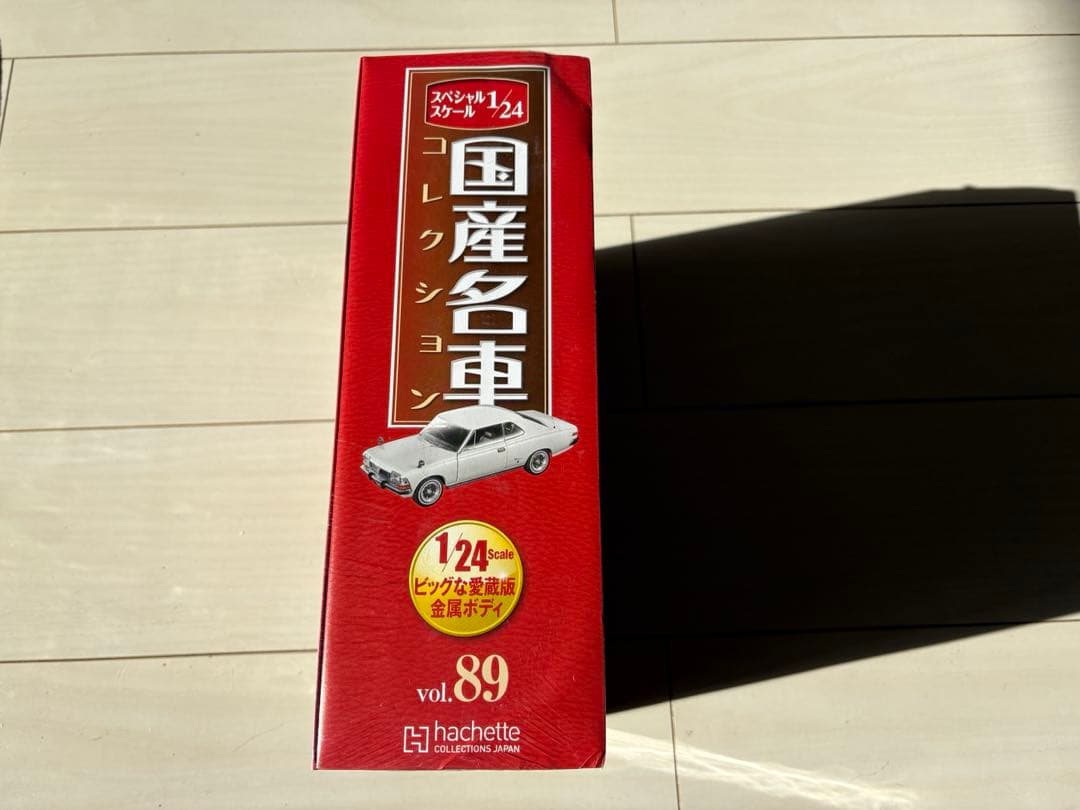 スペシャル
スケール 1/24
国産名車
コレクション
1/24 Scale
ビッグな愛蔵版
金属ボディ
vol.89
hachette
COLLECTIONS JAPAN